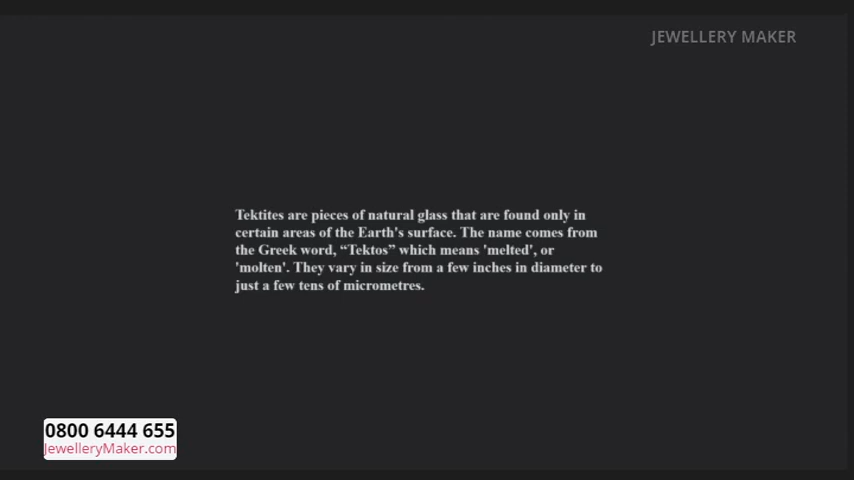 JEWELLERY MAKER
Tektites are pieces of natural glass that are found only in
certain areas of the Earth's surface. The name comes from
the Greek word, “Tektos” which means 'melted', or
'molten'. They vary in size from a few inches in diameter to
just a few tens of micrometres.
0800 6444 655
JewelleryMaker.com